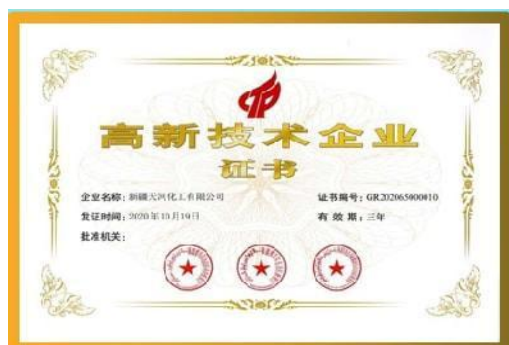 高新技术企业
证书
企业名称：新疆天河化工有限公司 证书编号：GR202065000010
发证时间：2020年10月19日 有效期：三年
批准机关：